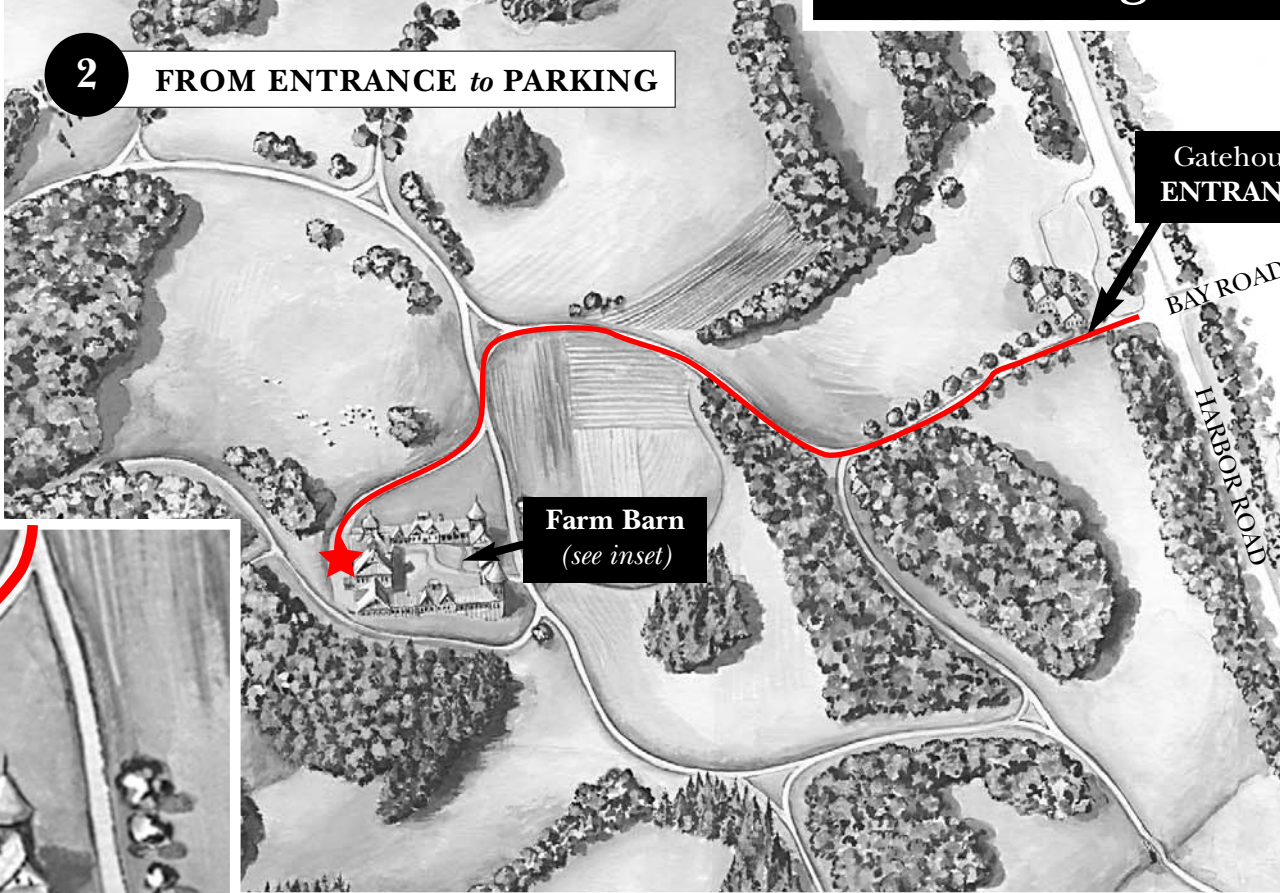 2
FROM ENTRANCE to PARKING
BAY ROAD
HARBOR ROAD
Farm Barn
(see inset)